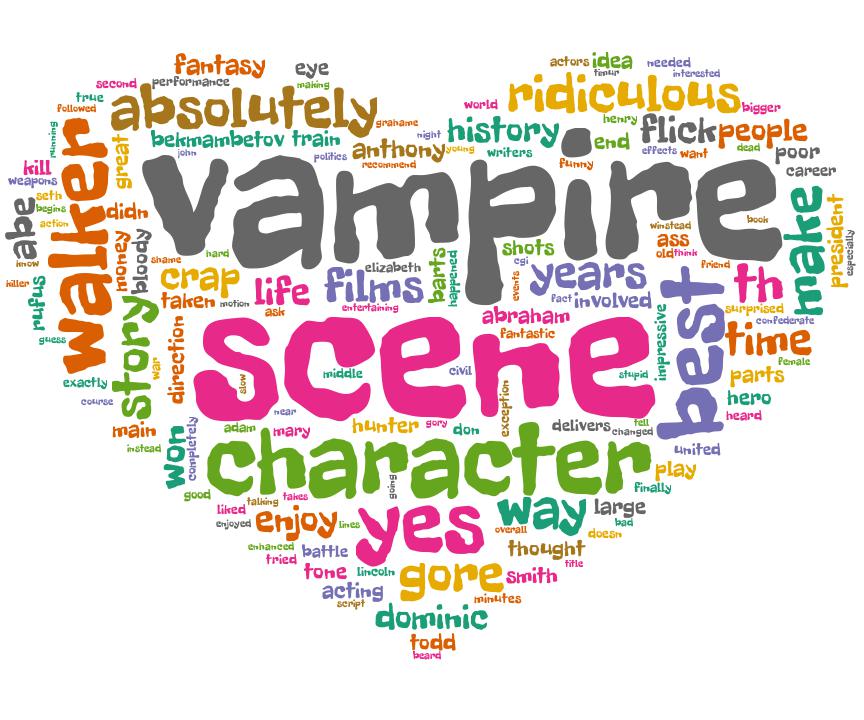 fantasy
eye
actors
idea
needed
timur
interested
second
performance
making
true
absolutely
world
ridiculous
bigger
followed
grahame
henry
running
bekmambetov
train
night
history
end
flick
people
john
politics
anthony
young
writers
effects
want
dead
poor
recommend
funny
career
kill
great
weapons
walker
vampire
abe
seth
begins
didn
action
book
make
president
especially
know
money
bloody
hard
winstead
ass
shame
elizabeth
barts
happened
shots
cgi
old
think
killer
rufus
crap
life
films
events
years
friend
th
taken
motion
entertaining
fact
involved
surprised
ask
abraham
confederate
guess
story
war
direction
scene
fantastic
impressive
best
time
female
exactly
slow
middle
civil
stupid
parts
course
near
exception
hero
main
adam
mary
hunter
gory
don
delivers
changed
tell
heard
instead
won
completely
character
united
going
play
good
talking
takes
finally
liked
enjoyed
enjoy
lines
yes
way
large
bad
overall
doesn
enhanced
battle
thought
tried
title
tone
lincoln
gore
smith
acting
script
minutes
dominic
todd
beard